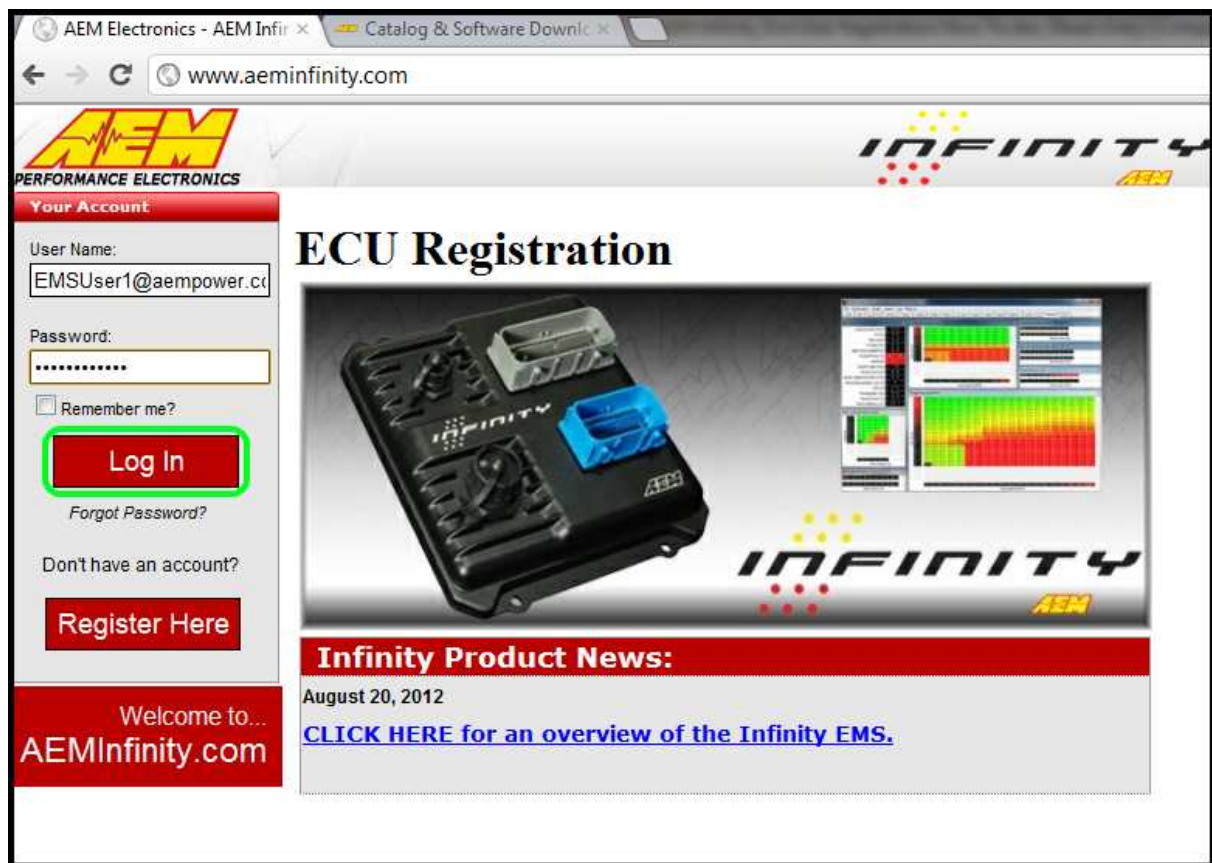 AEM Electronics - AEM Infir
Catalog & Software Downlc
www.aeminfinity.com
AEM
PERFORMANCE ELECTRONICS
INFINITY
AEM
Your Account
User Name:
EMSUser1@aempower.cc
Password:
••••••••••••
Remember me?
Log In
Forgot Password?
Don't have an account?
Register Here
Welcome to...
AEMInfinity.com
ECU Registration
INFINITY
AEM
INFINITY
AEM
Infinity Product News:
August 20, 2012
CLICK HERE for an overview of the Infinity EMS.